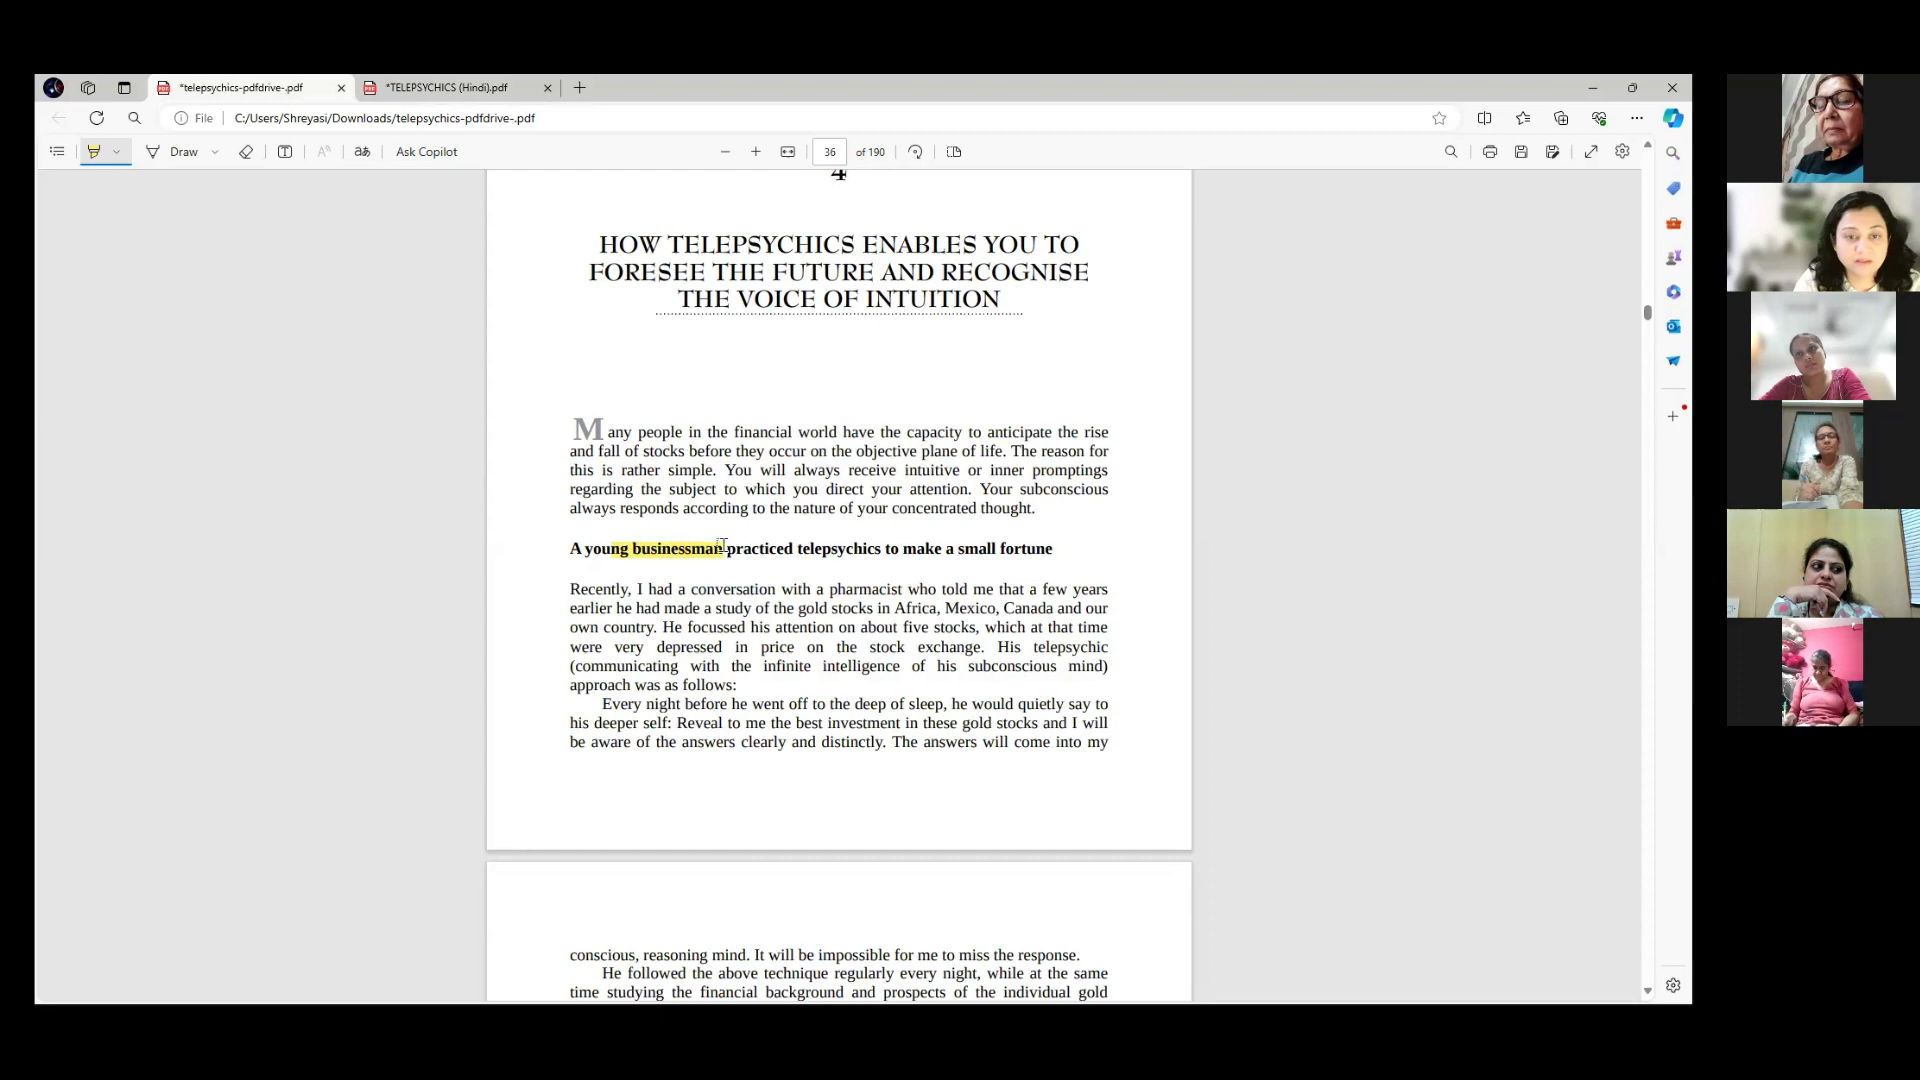 *telepsychics-pdfdrive-.pdf
*TELEPSYCHICS (Hindi).pdf
File
C:/Users/Shreyasi/Downloads/telepsychics-pdfdrive-.pdf
Draw
Ask Copilot
36 of 190
4
HOW TELEPSYCHICS ENABLES YOU TO
FORESEE THE FUTURE AND RECOGNISE
THE VOICE OF INTUITION
Many people in the financial world have the capacity to anticipate the rise
and fall of stocks before they occur on the objective plane of life. The reason for
this is rather simple. You will always receive intuitive or inner promptings
regarding the subject to which you direct your attention. Your subconscious
always responds according to the nature of your concentrated thought.
A young businessman practiced telepsychics to make a small fortune
Recently, I had a conversation with a pharmacist who told me that a few years
earlier he had made a study of the gold stocks in Africa, Mexico, Canada and our
own country. He focussed his attention on about five stocks, which at that time
were very depressed in price on the stock exchange. His telepsychic
(communicating with the infinite intelligence of his subconscious mind)
approach was as follows:
Every night before he went off to the deep of sleep, he would quietly say to
his deeper self: Reveal to me the best investment in these gold stocks and I will
be aware of the answers clearly and distinctly. The answers will come into my
conscious, reasoning mind. It will be impossible for me to miss the response.
He followed the above technique regularly every night, while at the same
time studying the financial background and prospects of the individual gold